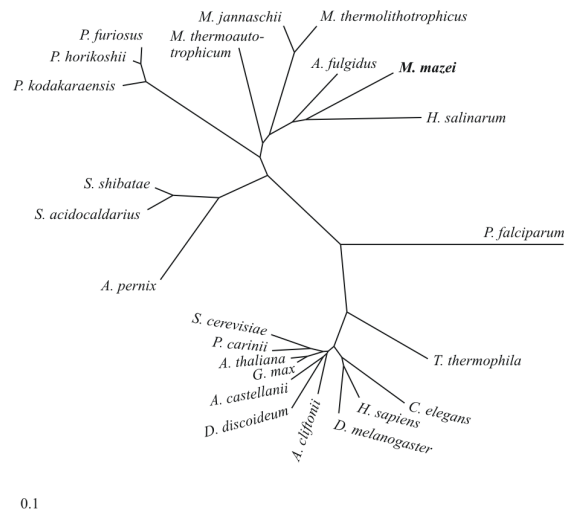 M. jannaschii
M. thermolithotrophicus
P. furiosus
M. thermoauto-
trophicum
P. horikoshii
A. fulgidus
M. mazei
P. kodakaraensis
H. salinarum
S. shibatae
S. acidocaldarius
P. falciparum
A. pernix
S. cerevisiae
P. carinii
A. thaliana
G. max
T. thermophila
A. castellanii
D. discoideum
A. cliftonii
C. elegans
H. sapiens
D. melanogaster
0.1